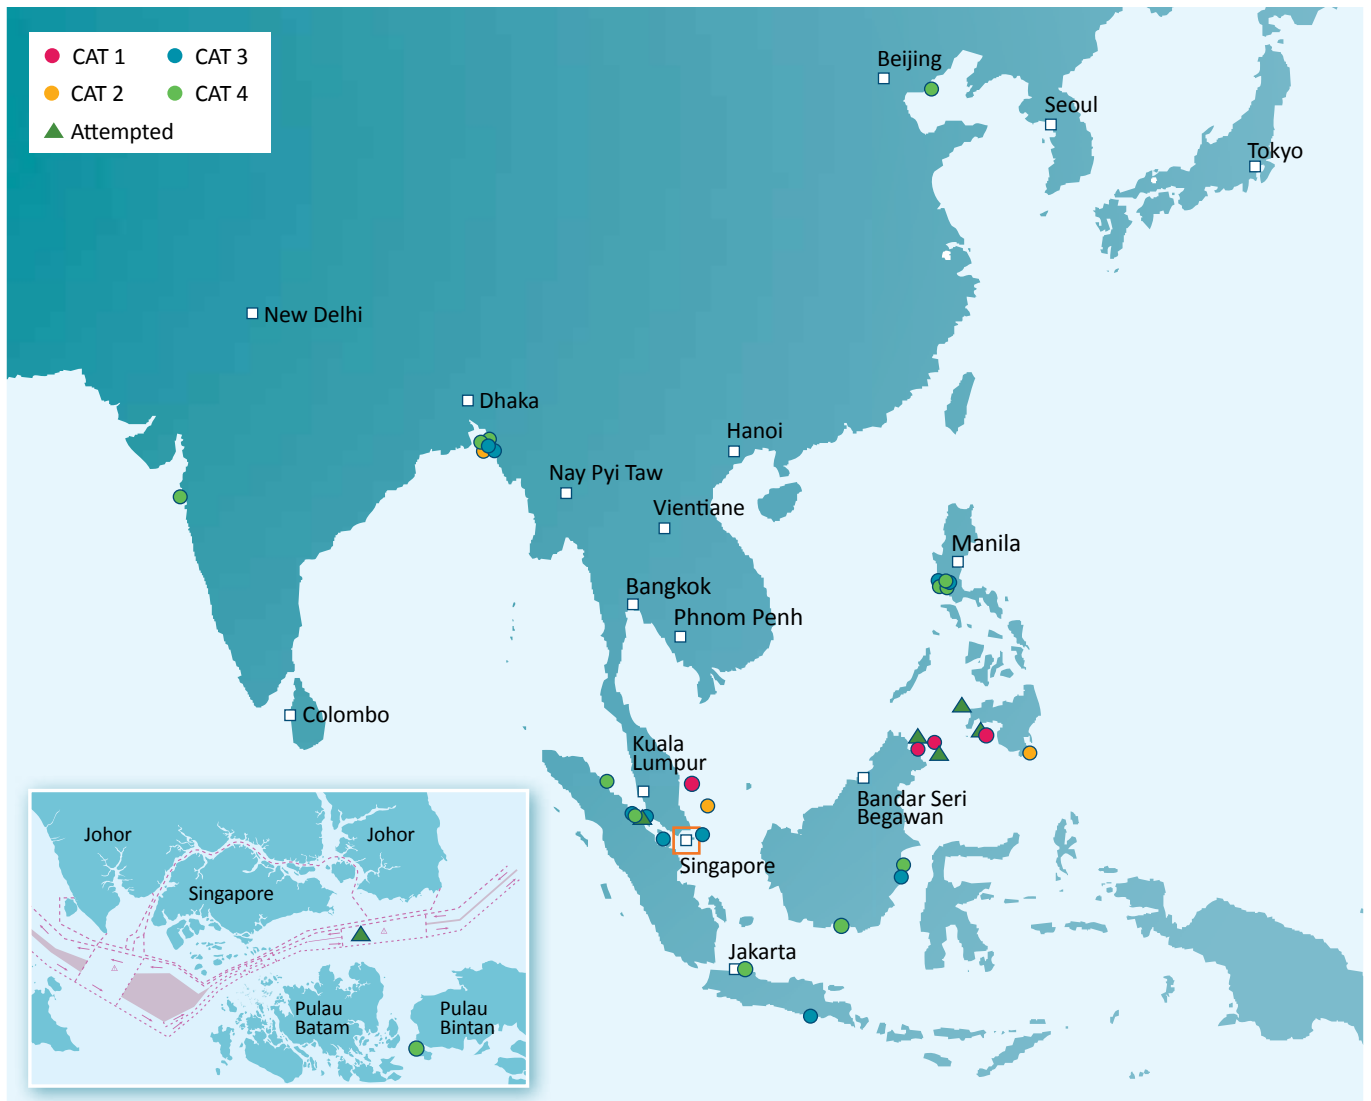 CAT 1
CAT 3
CAT 2
CAT 4
Attempted
Beijing
Seoul
Tokyo
New Delhi
Dhaka
Hanoi
Nay Pyi Taw
Vientiane
Manila
Bangkok
Phnom Penh
Colombo
Kuala
Lumpur
Bandar Seri
Begawan
Singapore
Jakarta
Johor
Johor
Singapore
Pulau
Batam
Pulau
Bintan